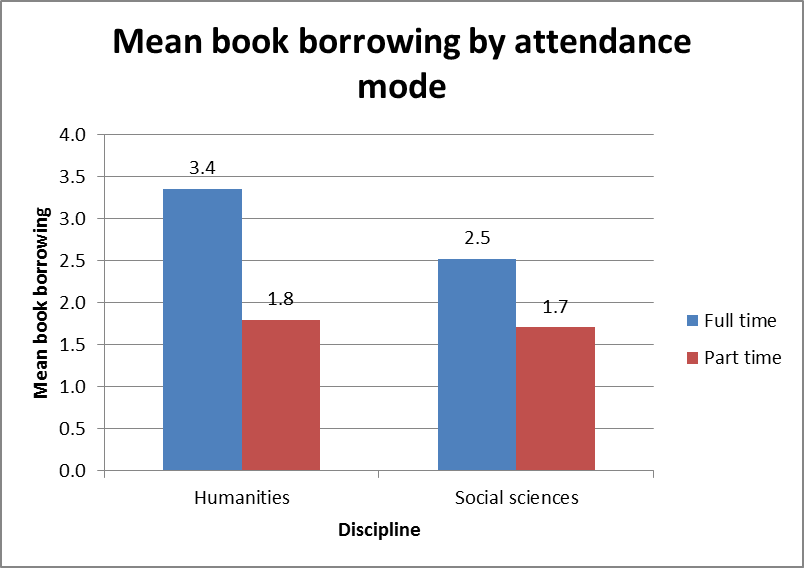 Mean book borrowing by attendance
mode
Mean book borrowing
4.0
3.5
3.0
2.5
2.0
1.5
1.0
0.5
0.0
3.4
1.8
2.5
1.7
Humanities
Social sciences
Discipline
Full time
Part time